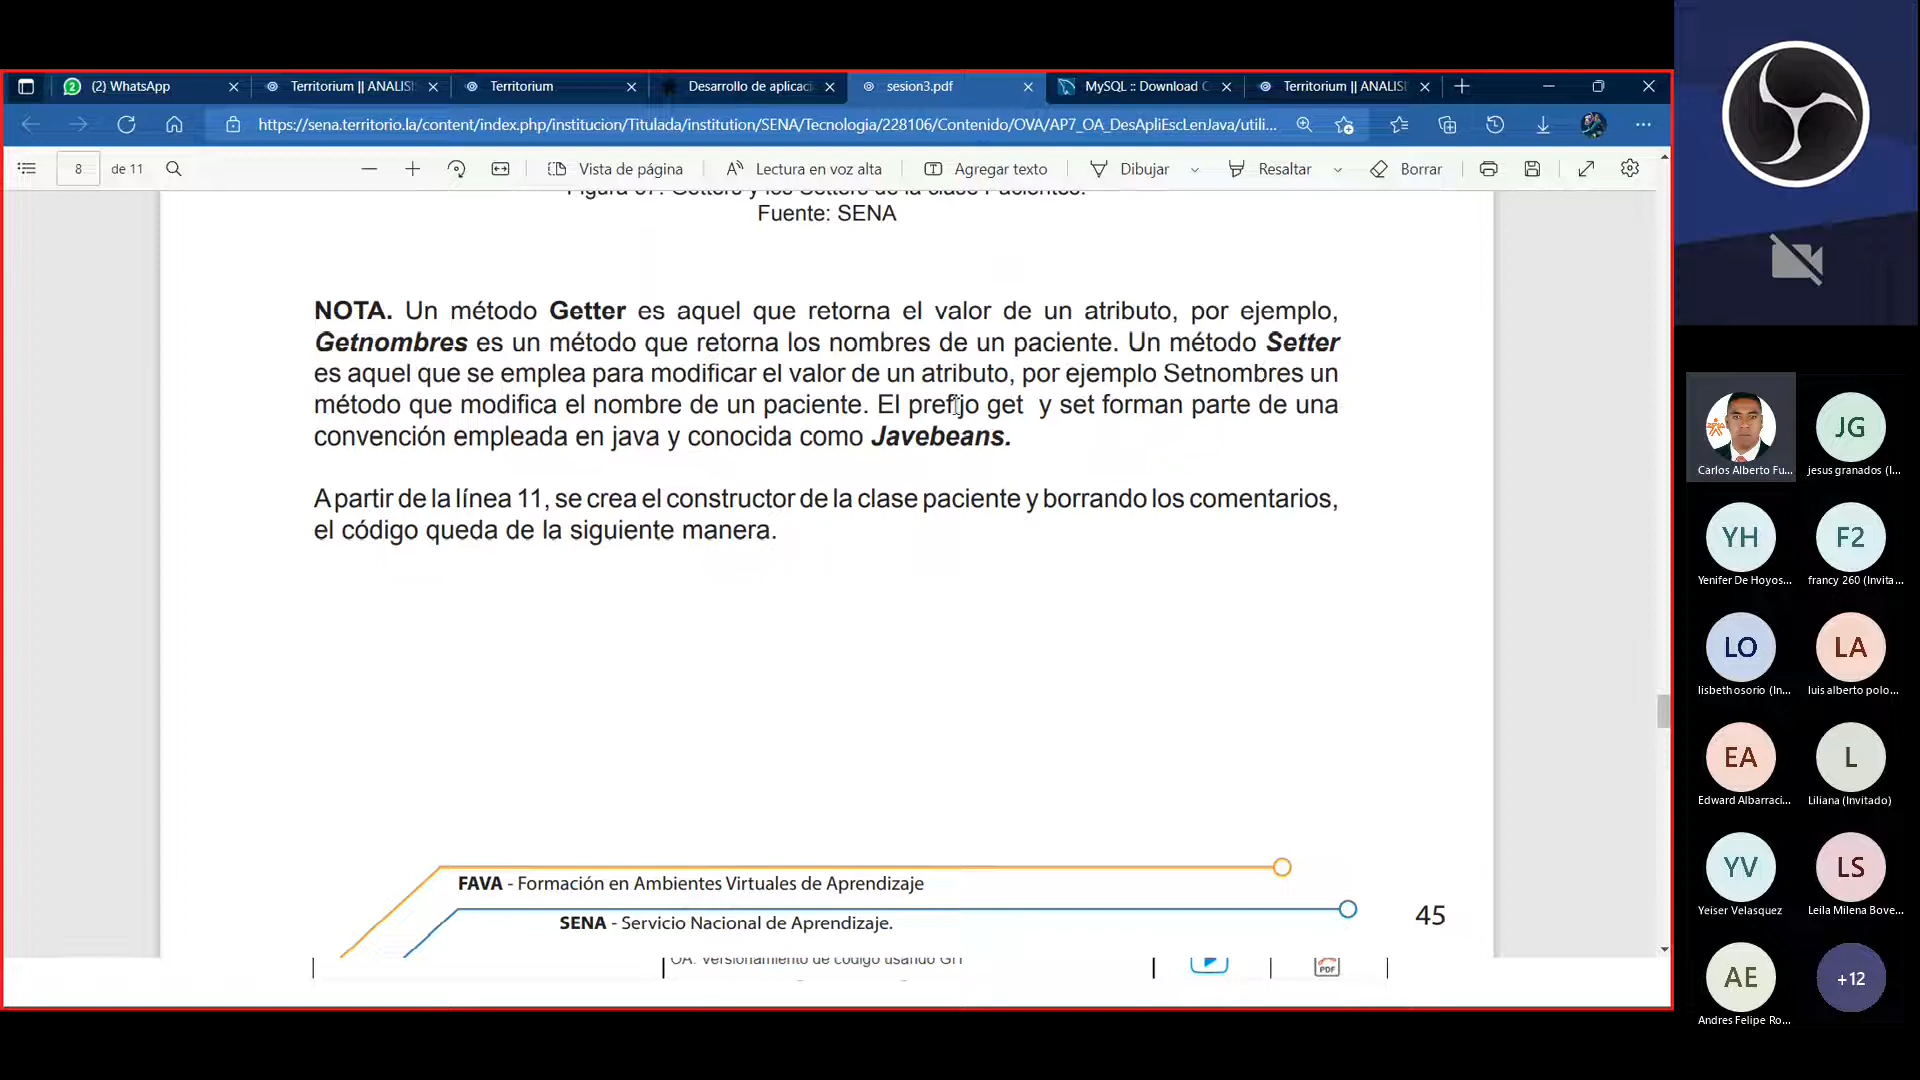 (2) WhatsApp
Territorium || ANALISI
Territorium
Desarrollo de aplicaci
sesion3.pdf
MySQL :: Download C
Territorium || ANALISI
https://sena.territorio.la/content/index.php/institucion/Titulada/institution/SENA/Tecnologia/228106/Contenido/OVA/AP7_OA_DesApliEscLenJava/utili...
8 de 11
Vista de página
Lectura en voz alta
Agregar texto
Dibujar
Resaltar
Borrar
Fuente: SENA
NOTA. Un método Getter es aquel que retorna el valor de un atributo, por ejemplo,
Getnombres es un método que retorna los nombres de un paciente. Un método Setter
es aquel que se emplea para modificar el valor de un atributo, por ejemplo Setnombres un
método que modifica el nombre de un paciente. El prefijo get y set forman parte de una
convención empleada en java y conocida como Javebeans.
A partir de la línea 11, se crea el constructor de la clase paciente y borrando los comentarios,
el código queda de la siguiente manera.
FAVA - Formación en Ambientes Virtuales de Aprendizaje
SENA - Servicio Nacional de Aprendizaje.
45
OA. Versionamiento de código usando GIT
PDF
Carlos Alberto Fu...
JG
jesus granados (I...
YH
Yenifer De Hoyos...
F2
francy 260 (Invita...
LO
lisbeth osorio (In...
LA
luis alberto polo...
EA
Edward Albarraci...
L
Liliana (Invitado)
YV
Yeiser Velasquez
LS
Leila Milena Bove...
AE
Andres Felipe Ro...
+12